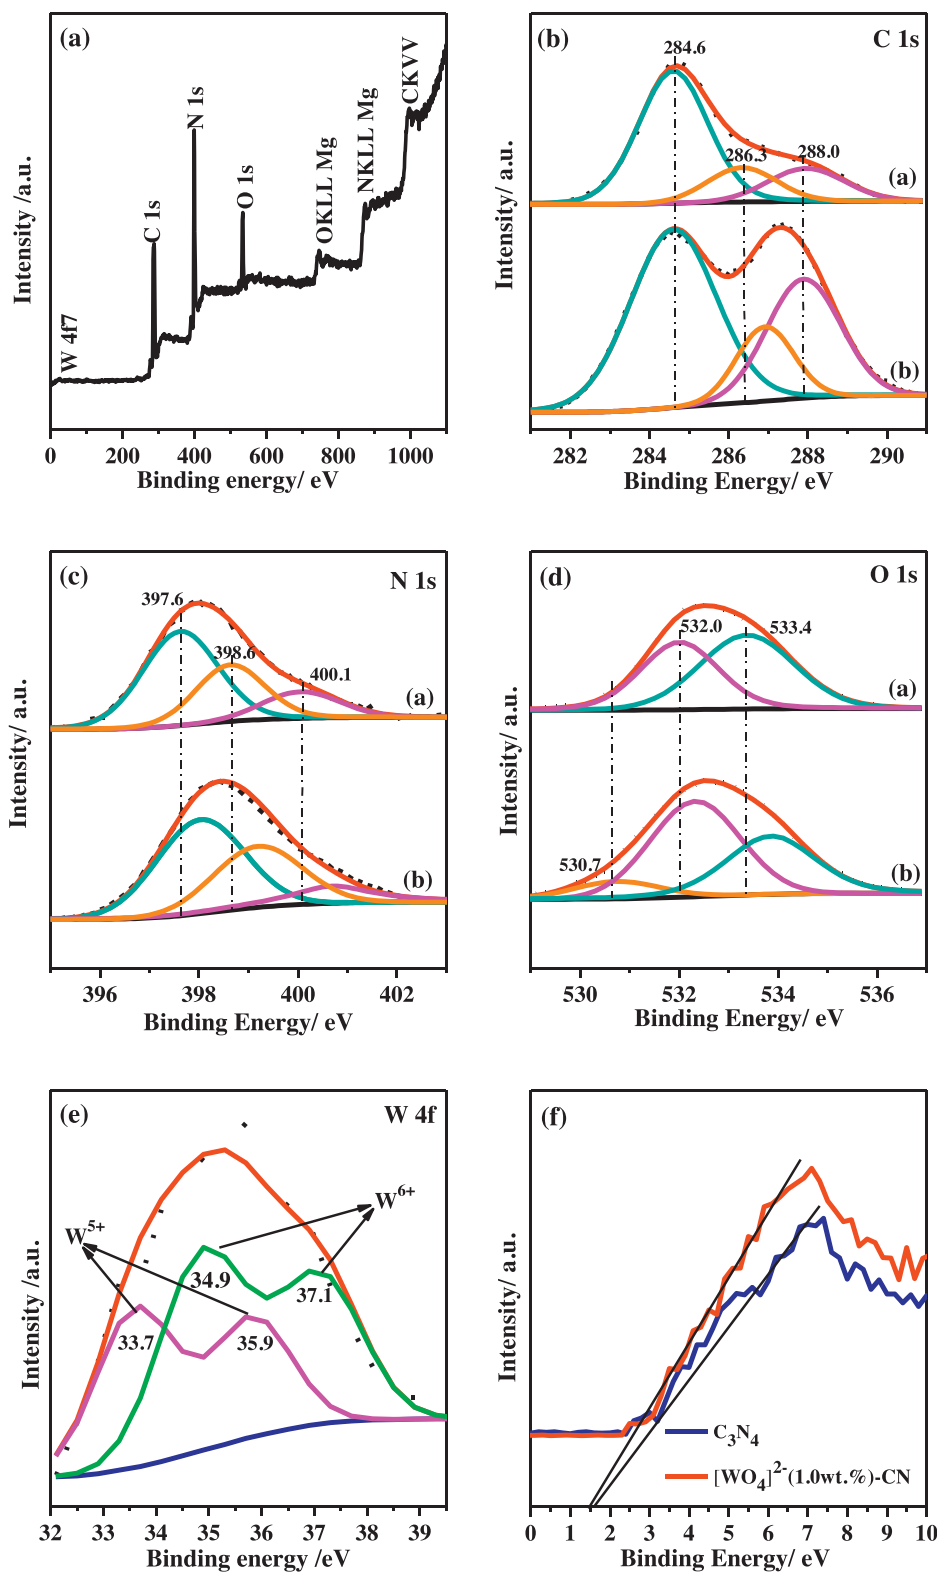 (a)
W 4f7
C 1s
N 1s
O 1s
OKLL Mg
NKLL Mg
CKVV
Intensity /a.u.
0 200 400 600 800 1000
Binding energy/ eV
(b)
C 1s
284.6
286.3
288.0
(a)
(b)
Intensity/ a.u.
282 284 286 288 290
Binding Energy/ eV
(c)
N 1s
397.6
398.6
400.1
(a)
(b)
Intensity/ a.u.
396 398 400 402
Binding Energy/ eV
(d)
O 1s
532.0
533.4
(a)
530.7
(b)
Intensity/ a.u.
530 532 534 536
Binding Energy/ eV
(e)
W 4f
W⁵⁺
W⁶⁺
34.9
37.1
33.7
35.9
Intensity /a.u.
32 33 34 35 36 37 38 39
Binding energy /eV
(f)
C₃N₄
[WO₄]²⁻(1.0wt.%)-CN
Intensity/ a.u.
0 1 2 3 4 5 6 7 8 9 10
Binding Energy/ eV